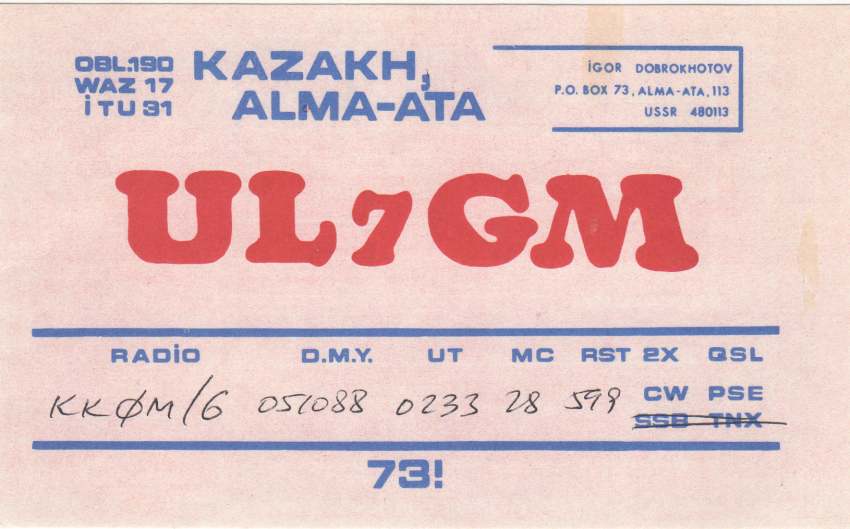 OBL.190
WAZ 17
iTU 31
KAZAKH,
ALMA-ATA
iGOR DOBROKHOTOV
P.O. BOX 73, ALMA-ATA, 113
USSR 480113
UL7GM
RADiO D.M.Y. UT MC RST 2X QSL
KKØM/6 051088 0233 28 599 CW PSE
SSB TNX
73!